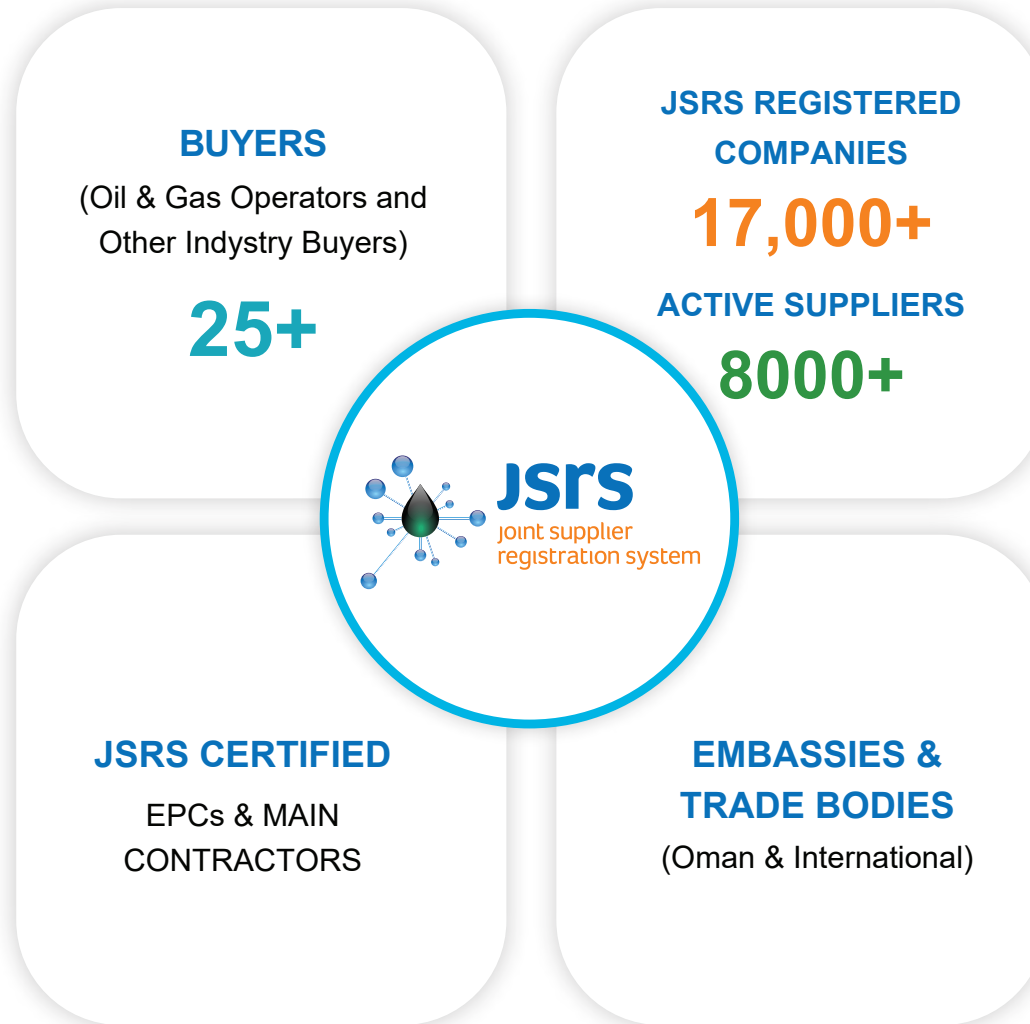 BUYERS
(Oil & Gas Operators and
Other Indystry Buyers)
25+
JSRS REGISTERED
COMPANIES
17,000+
ACTIVE SUPPLIERS
8000+
JSrs
joint supplier
registration system
JSRS CERTIFIED
EPCs & MAIN
CONTRACTORS
EMBASSIES &
TRADE BODIES
(Oman & International)